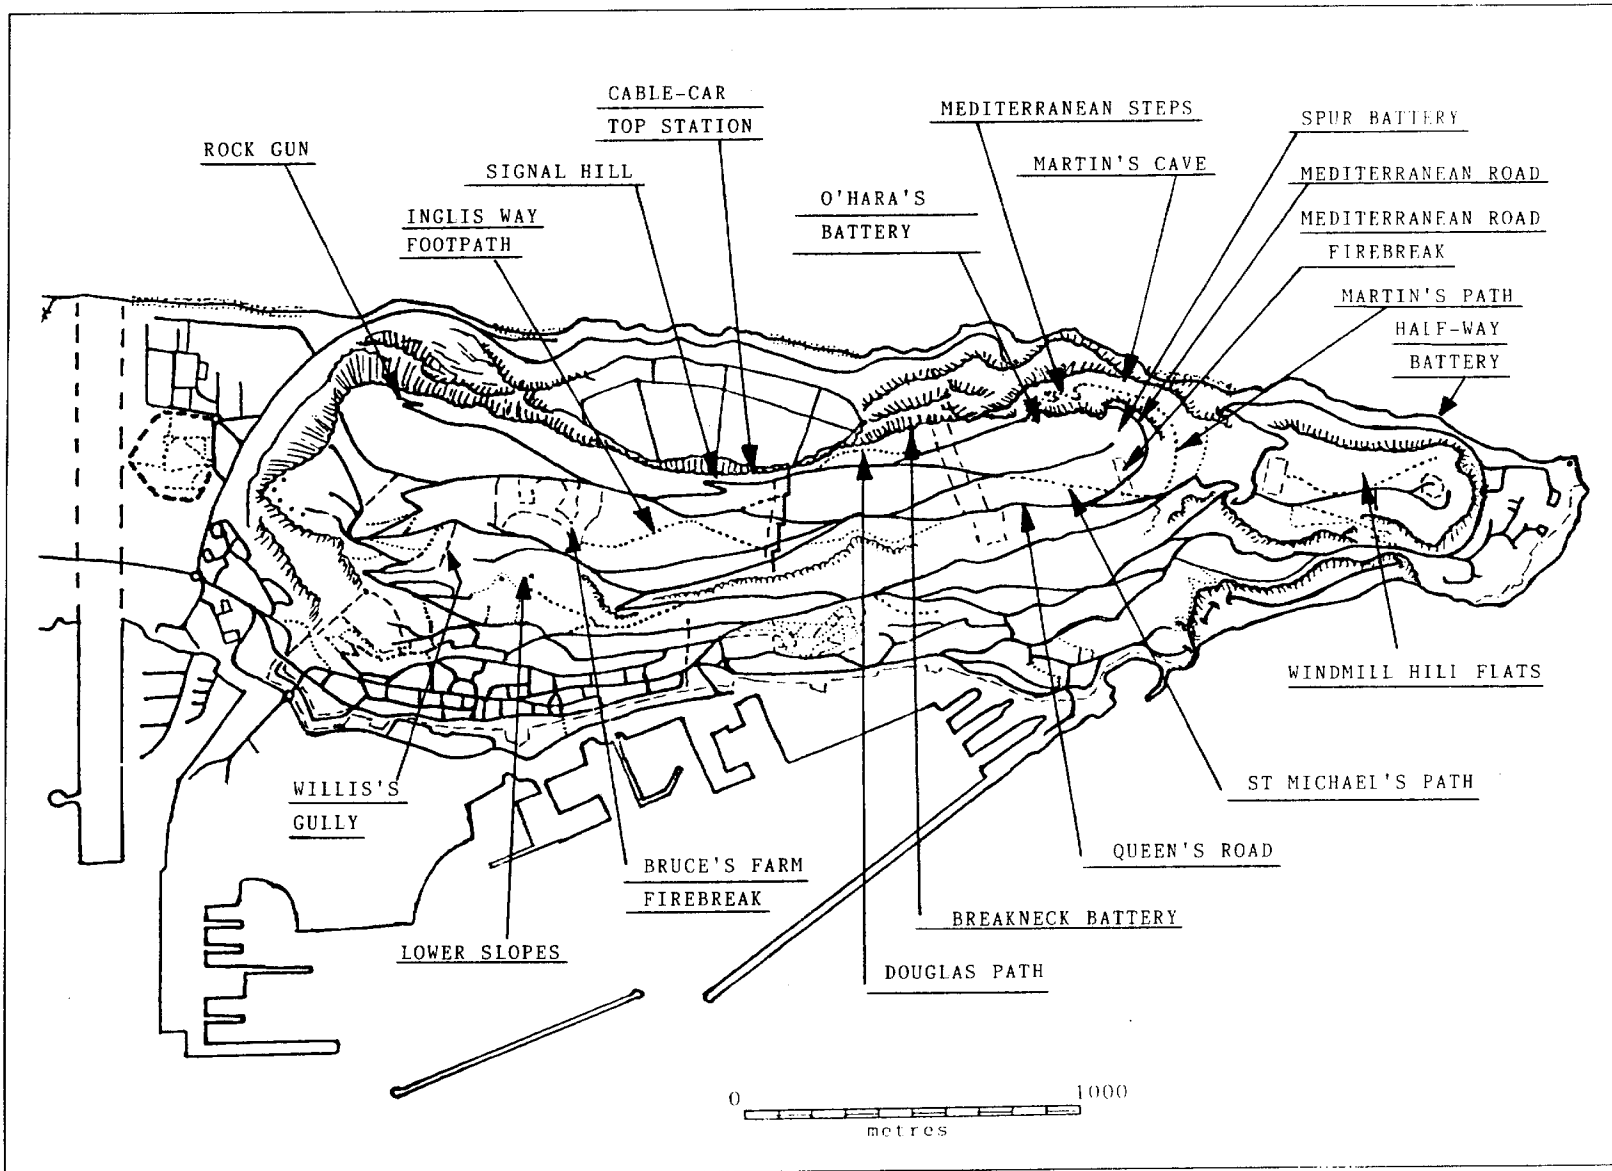 CABLE-CAR
TOP STATION
MEDITERRANEAN STEPS
SPUR BATTERY
ROCK GUN
SIGNAL HILL
MARTIN'S CAVE
MEDITERRANEAN ROAD
O'HARA'S
BATTERY
INGLIS WAY
FOOTPATH
MEDITERRANEAN ROAD
FIREBREAK
MARTIN'S PATH
HALF-WAY
BATTERY
WINDMILL HILL FLATS
WILLIS'S
GULLY
ST MICHAEL'S PATH
QUEEN'S ROAD
BRUCE'S FARM
FIREBREAK
BREAKNECK BATTERY
LOWER SLOPES
DOUGLAS PATH
0 1000
metres